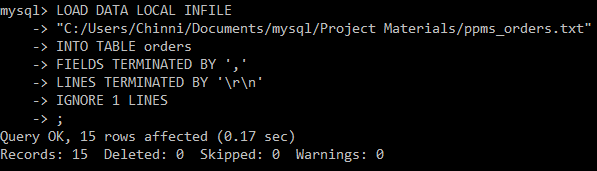 mysql> LOAD DATA LOCAL INFILE
    -> "C:/Users/Chinni/Documents/mysql/Project Materials/ppms_orders.txt"
    -> INTO TABLE orders
    -> FIELDS TERMINATED BY ','
    -> LINES TERMINATED BY '\r\n'
    -> IGNORE 1 LINES
    -> ;
Query OK, 15 rows affected (0.17 sec)
Records: 15  Deleted: 0  Skipped: 0  Warnings: 0